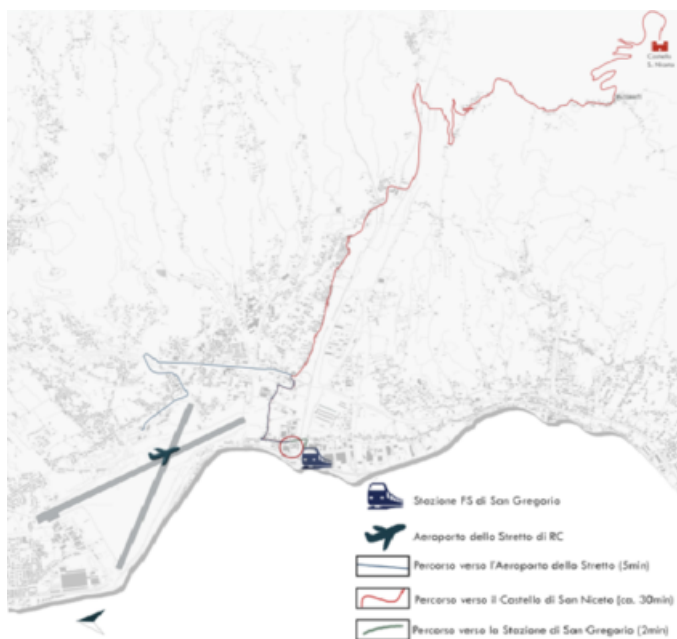 Castello
S. Niceto
Stazione FS di San Gregorio
Aeroporto dello Stretto di RC
Percorso verso l'Aeroporto dello Stretto (5min)
Percorso verso il Castello di San Niceto (ca. 30min)
Percorso verso la Stazione di San Gregorio (2min)